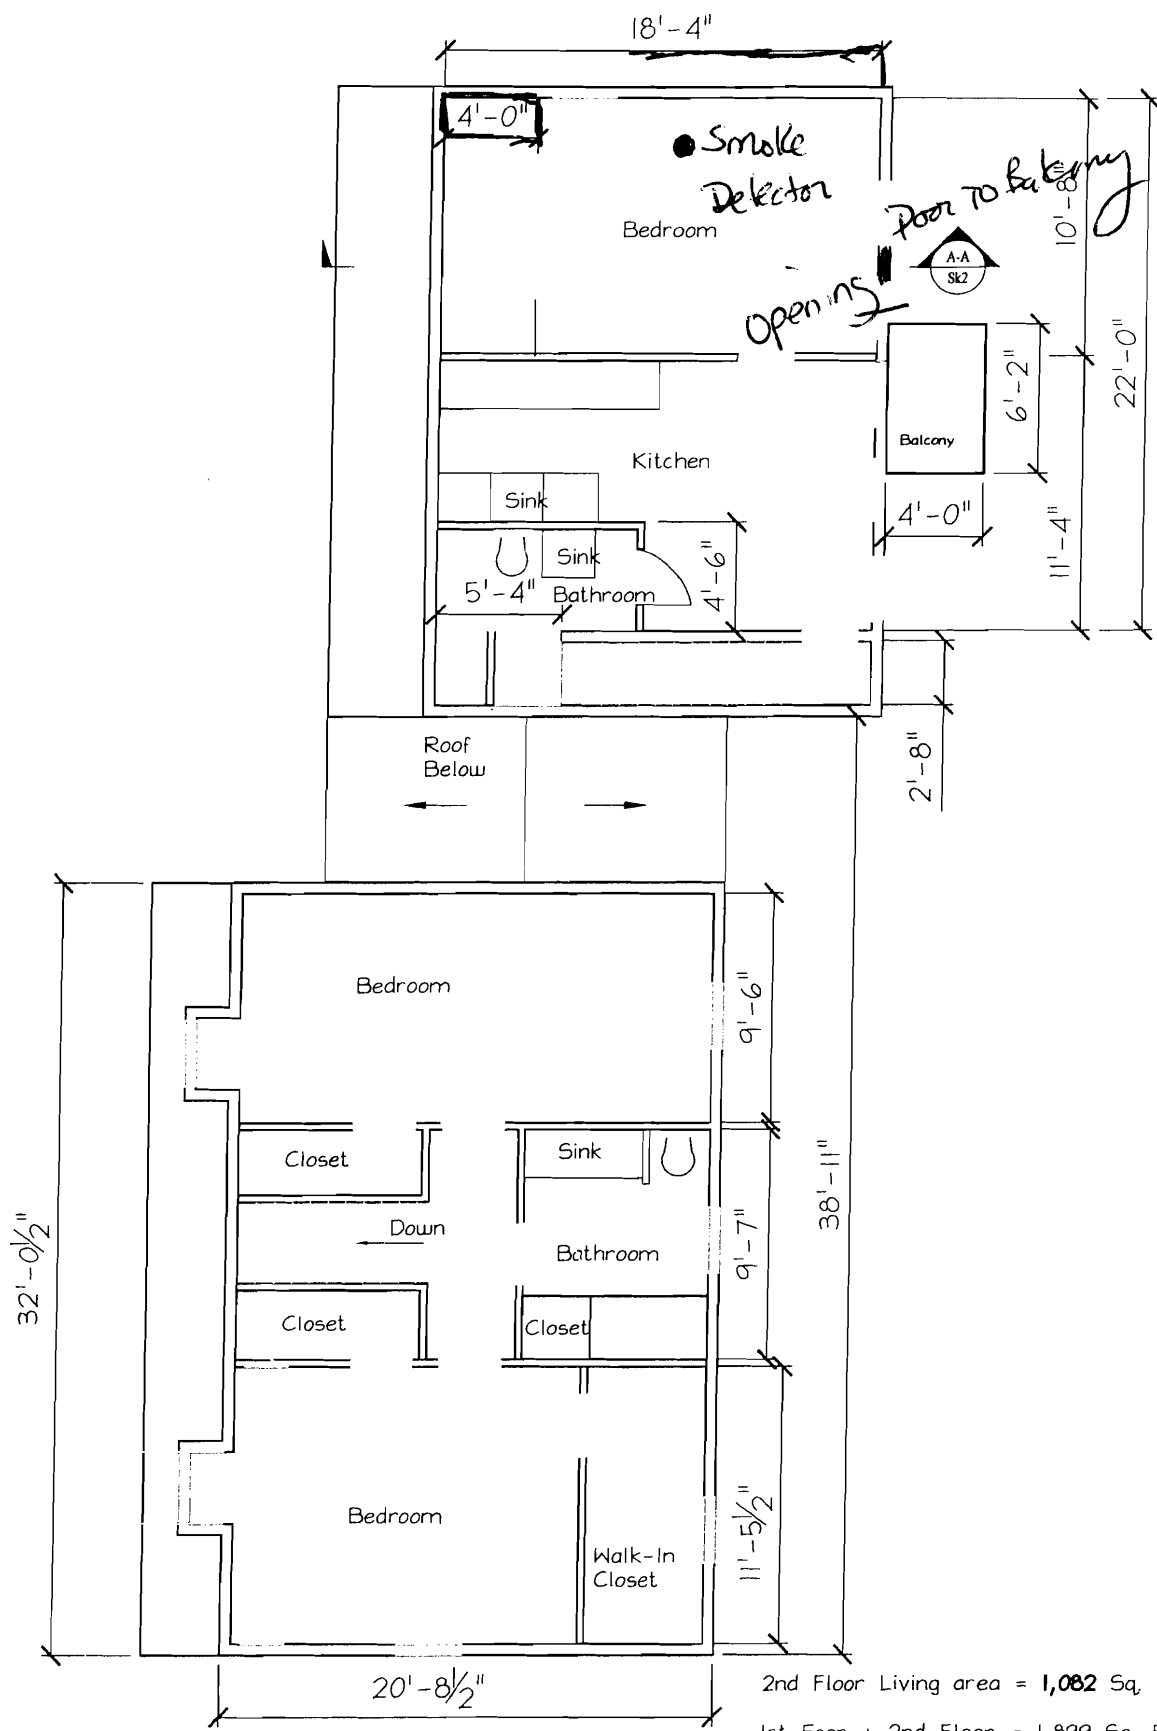 18'-4"
4'-0"
Smoke
Detector
Door To Balcony
Bedroom
10'-8"
A-A
Sk2
Opening
22'-0"
6'-2"
Balcony
Kitchen
Sink
4'-0"
11'-4"
Sink
4'-6"
5'-4"
Bathroom
2'-8"
Roof
Below
Bedroom
9'-6"
Closet
Sink
38'-11"
32'-0½"
Down
9'-7"
Bathroom
Closet
Closet
Bedroom
11'-5½"
Walk-In
Closet
20'-8½"
2nd Floor Living area = 1,082 Sq.